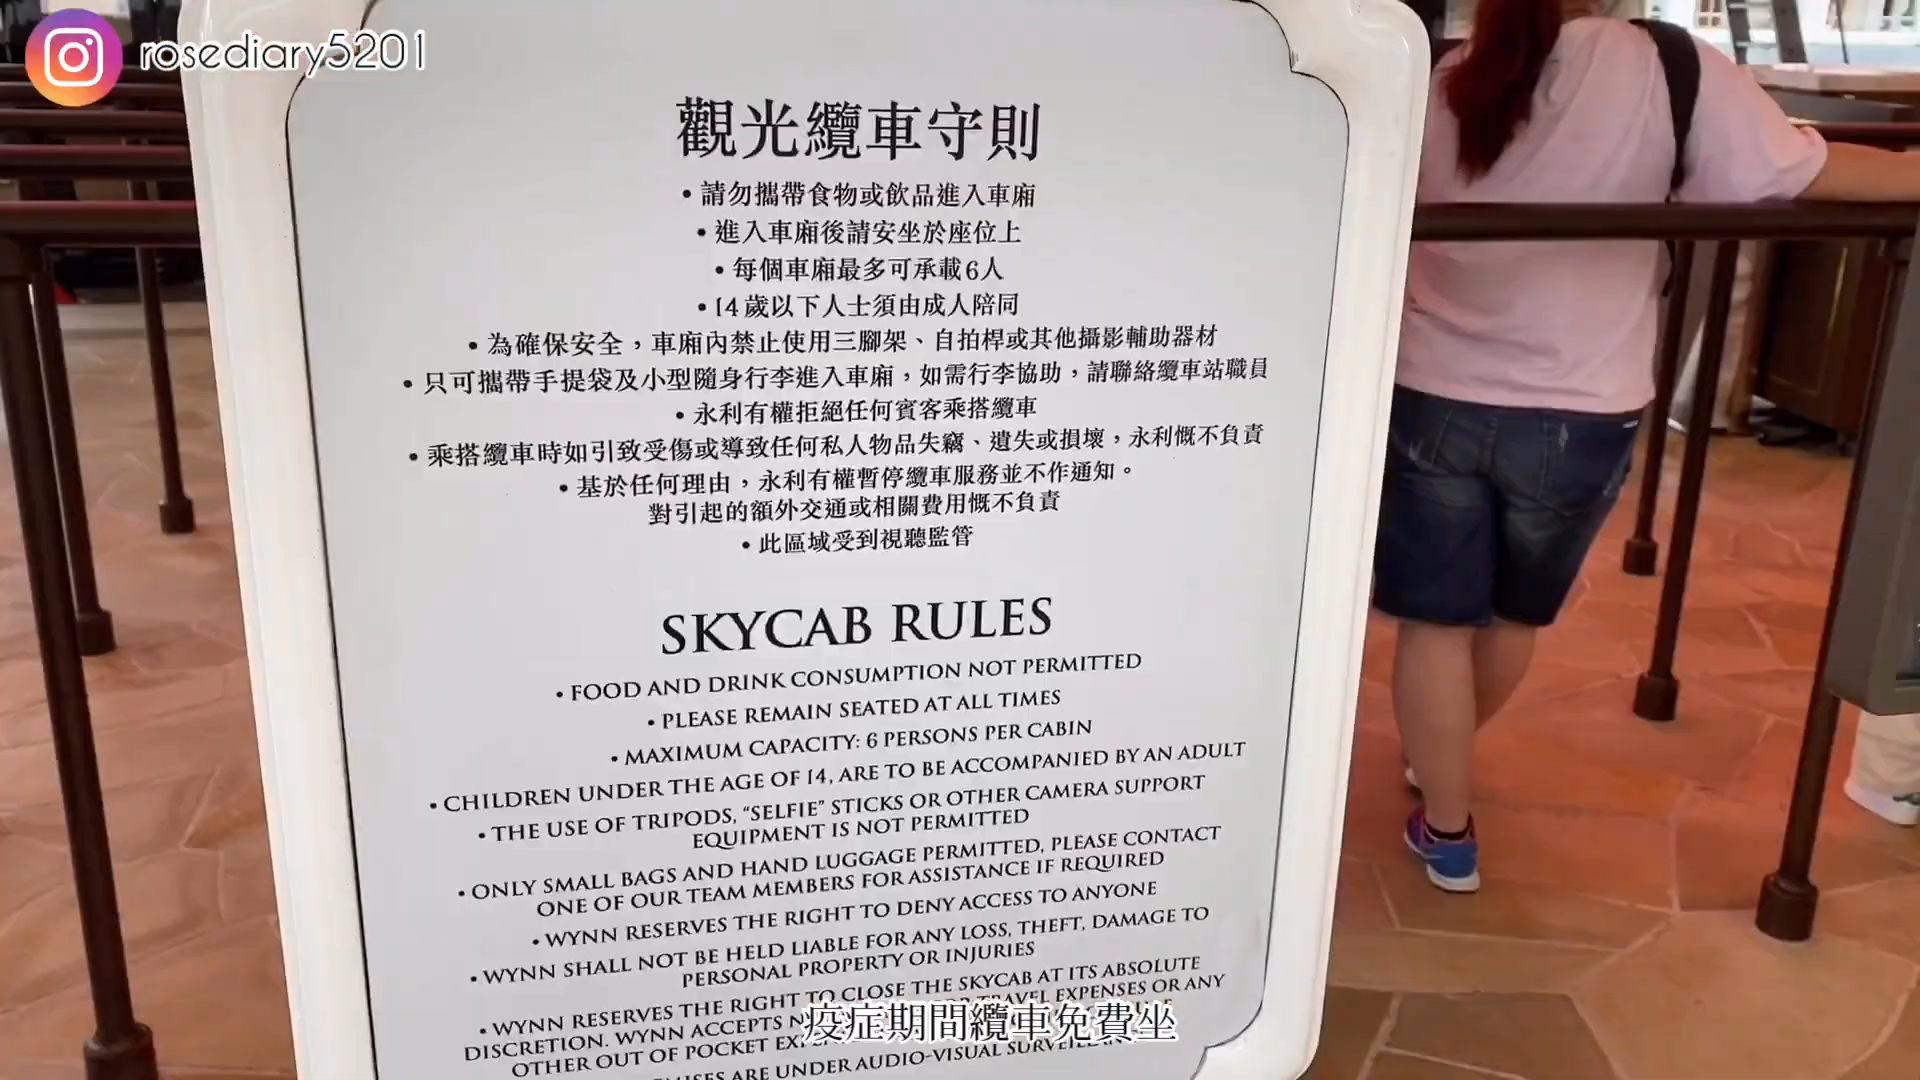 rosediary5201
觀光纜車守則
• 請勿攜帶食物或飲品進入車廂
• 進入車廂後請安坐於座位上
• 每個車廂最多可承載6人
• 14歲以下人士須由成人陪同
• 為確保安全，車廂內禁止使用三腳架、自拍桿或其他攝影輔助器材
• 只可攜帶手提袋及小型隨身行李進入車廂，如需行李協助，請聯絡纜車站職員
• 永利有權拒絕任何賓客乘搭纜車
• 乘搭纜車時如引致受傷或導致任何私人物品失竊、遺失或損壞，永利慨不負責
• 基於任何理由，永利有權暫停纜車服務並不作通知。
對引起的額外交通或相關費用慨不負責
• 此區域受到視聽監管
SKYCAB RULES
• FOOD AND DRINK CONSUMPTION NOT PERMITTED
• PLEASE REMAIN SEATED AT ALL TIMES
• MAXIMUM CAPACITY: 6 PERSONS PER CABIN
• CHILDREN UNDER THE AGE OF 14, ARE TO BE ACCOMPANIED BY AN ADULT
• THE USE OF TRIPODS, “SELFIE” STICKS OR OTHER CAMERA SUPPORT
EQUIPMENT IS NOT PERMITTED
• ONLY SMALL BAGS AND HAND LUGGAGE PERMITTED, PLEASE CONTACT
ONE OF OUR TEAM MEMBERS FOR ASSISTANCE IF REQUIRED
• WYNN RESERVES THE RIGHT TO DENY ACCESS TO ANYONE
• WYNN SHALL NOT BE HELD LIABLE FOR ANY LOSS, THEFT, DAMAGE TO
PERSONAL PROPERTY OR INJURIES
• WYNN RESERVES THE RIGHT TO CLOSE THE SKYCAB AT ITS ABSOLUTE
DISCRETION. WYNN ACCEPTS TRAVEL EXPENSES OR ANY
OTHER OUT OF POCKET
ARE UNDER AUDIO-VISUAL
疫症期間纜車免費坐